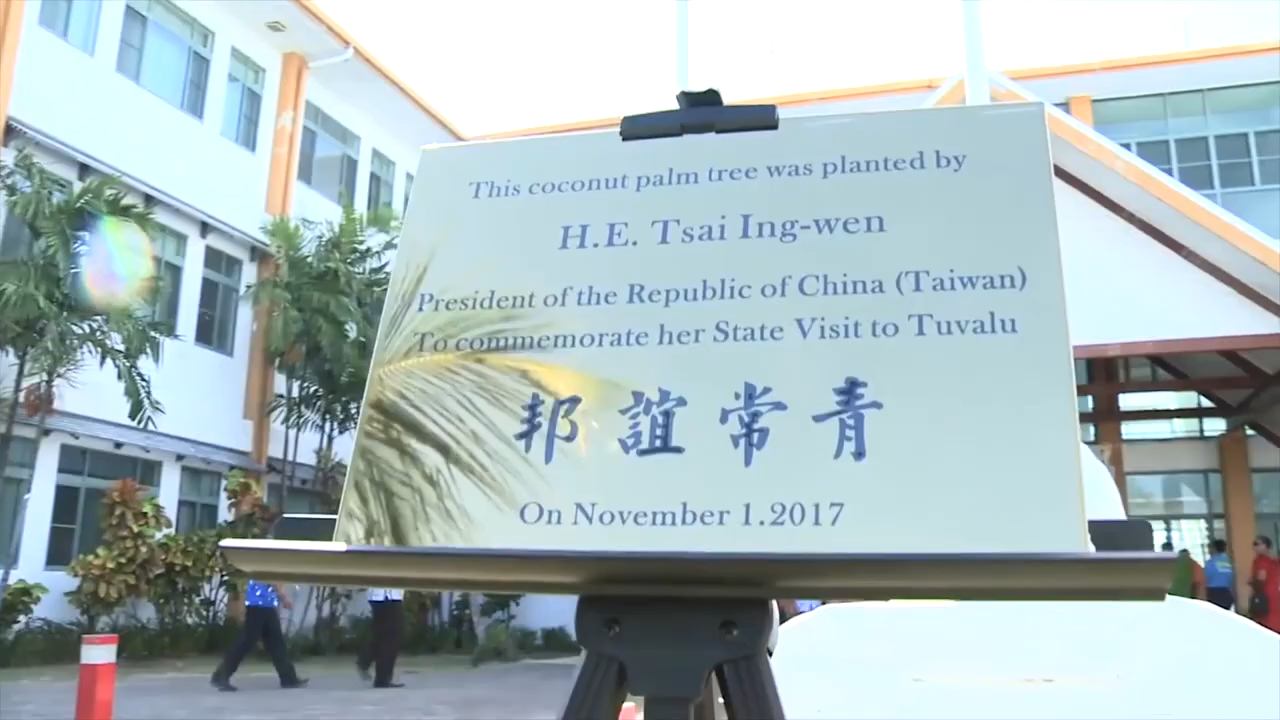 This coconut palm tree was planted by
H.E. Tsai Ing-wen
President of the Republic of China (Taiwan)
To commemorate her State Visit to Tuvalu
邦誼常青
On November 1.2017